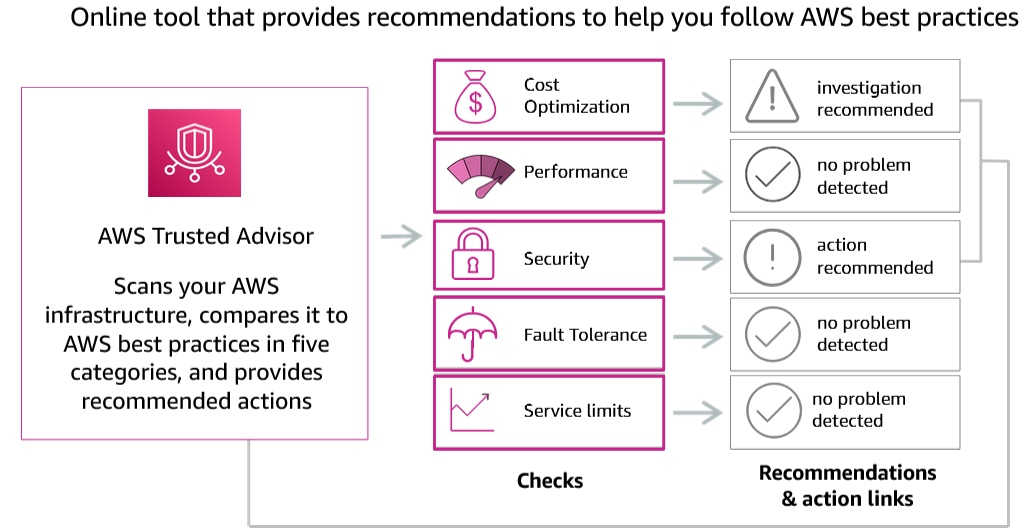 Online tool that provides recommendations to help you follow AWS best practices
AWS Trusted Advisor
Scans your AWS
infrastructure, compares it to
AWS best practices in five
categories, and provides
recommended actions
$
Cost
Optimization
Performance
Security
Fault Tolerance
Service limits
Checks
!
investigation
recommended
no problem
detected
!
action
recommended
no problem
detected
no problem
detected
Recommendations
& action links